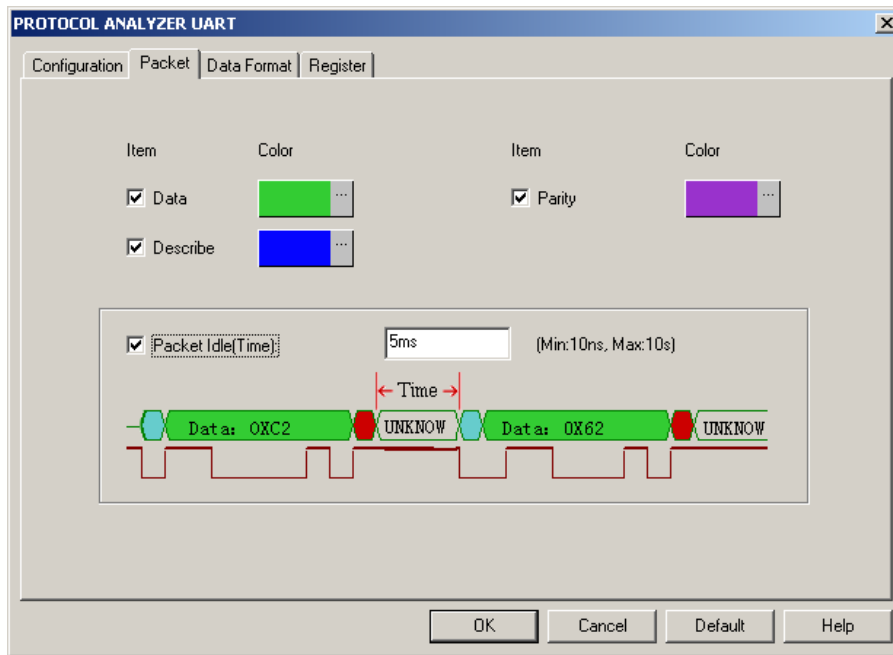 PROTOCOL ANALYZER UART
Configuration Packet Data Format Register
Item Color Item Color
Data ... Parity ...
Describe ...
Packet Idle(Time): 5ms (Min:10ns, Max:10s)
Time
Data: 0XC2 UNKNOW Data: 0X62 UNKNOW
OK Cancel Default Help